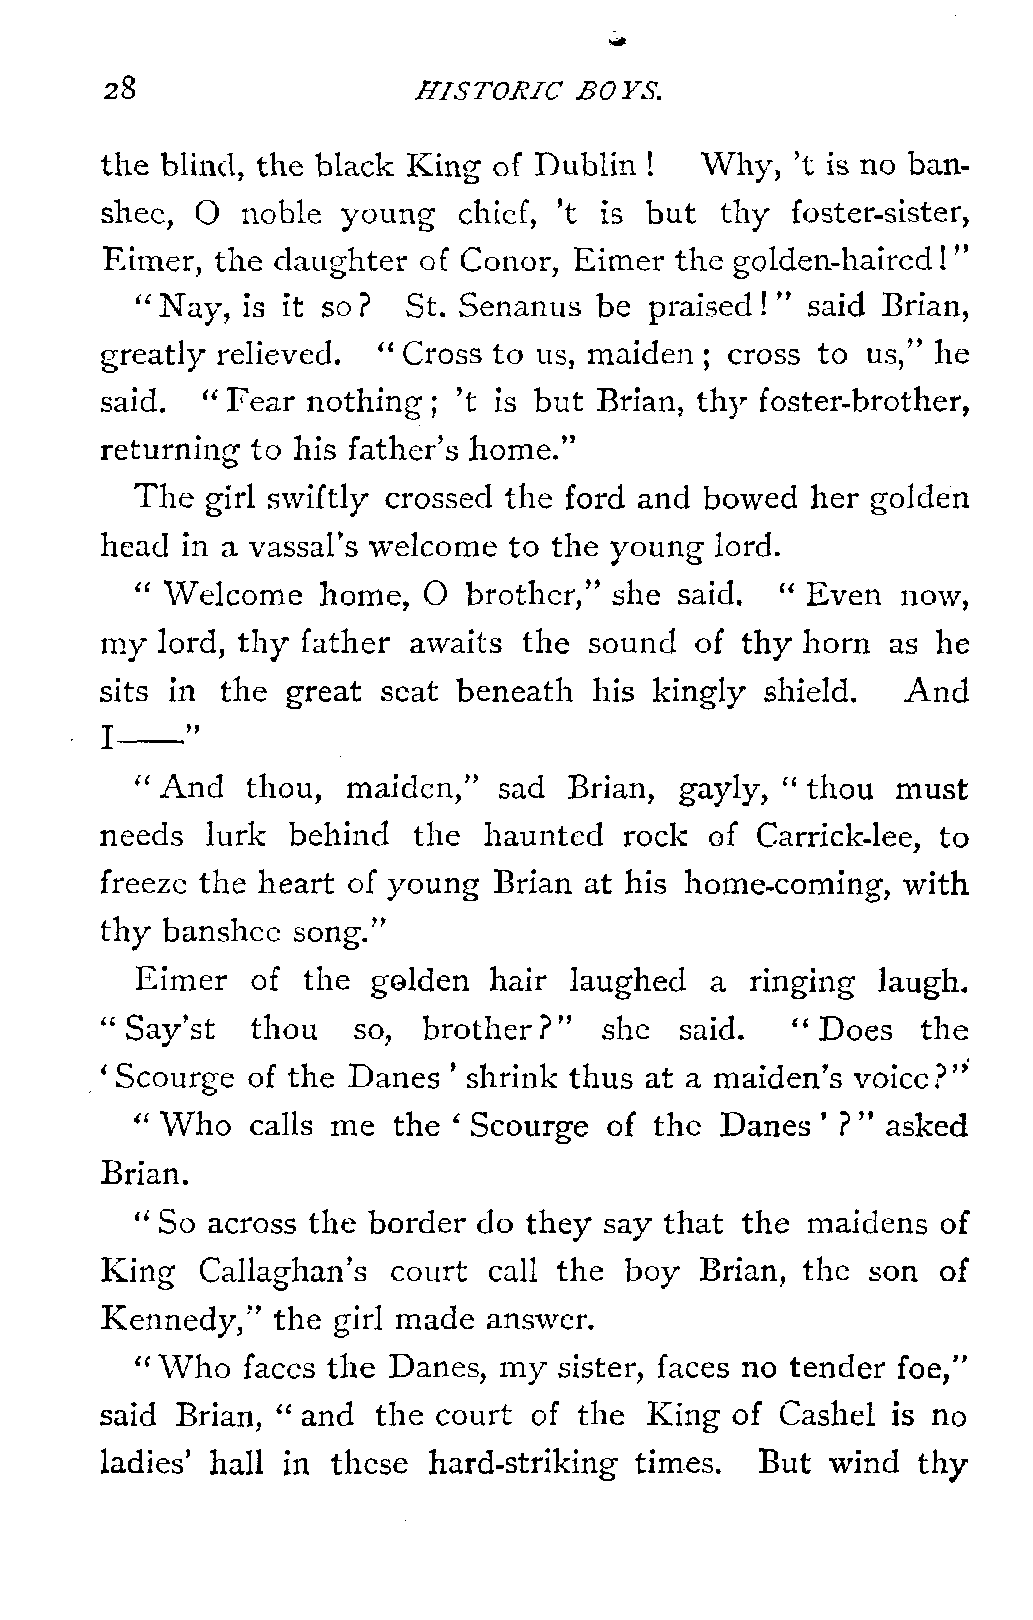 28 HISTORIC BOYS.
the blind, the black King of Dublin! Why, 't is no ban-
shee, O noble young chief, 't is but thy foster-sister,
Eimer, the daughter of Conor, Eimer the golden-haired!"
"Nay, is it so? St. Senanus be praised!" said Brian,
greatly relieved. "Cross to us, maiden; cross to us," he
said. "Fear nothing; 't is but Brian, thy foster-brother,
returning to his father's home."
The girl swiftly crossed the ford and bowed her golden
head in a vassal's welcome to the young lord.
"Welcome home, O brother," she said. "Even now,
my lord, thy father awaits the sound of thy horn as he
sits in the great seat beneath his kingly shield. And
I——"
"And thou, maiden," sad Brian, gayly, "thou must
needs lurk behind the haunted rock of Carrick-lee, to
freeze the heart of young Brian at his home-coming, with
thy banshee song."
Eimer of the golden hair laughed a ringing laugh.
"Say'st thou so, brother?" she said. "Does the
'Scourge of the Danes' shrink thus at a maiden's voice?"
"Who calls me the 'Scourge of the Danes'?" asked
Brian.
"So across the border do they say that the maidens of
King Callaghan's court call the boy Brian, the son of
Kennedy," the girl made answer.
"Who faces the Danes, my sister, faces no tender foe,"
said Brian, "and the court of the King of Cashel is no
ladies' hall in these hard-striking times. But wind thy